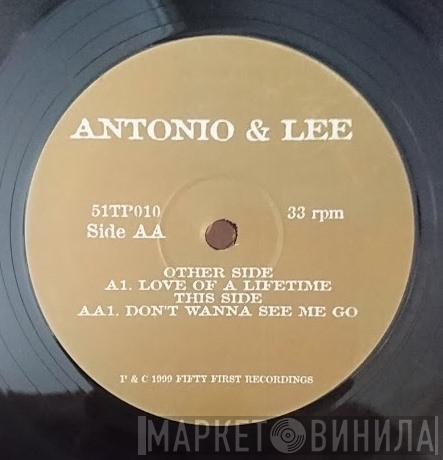 ANTONIO & LEE
51TP010
33 rpm
Side AA
OTHER SIDE
A1. LOVE OF A LIFETIME
THIS SIDE
AA1. DON'T WANNA SEE ME GO
P & C 1999 FIFTY FIRST RECORDINGS
МАРКЕТ ВИНИЛА